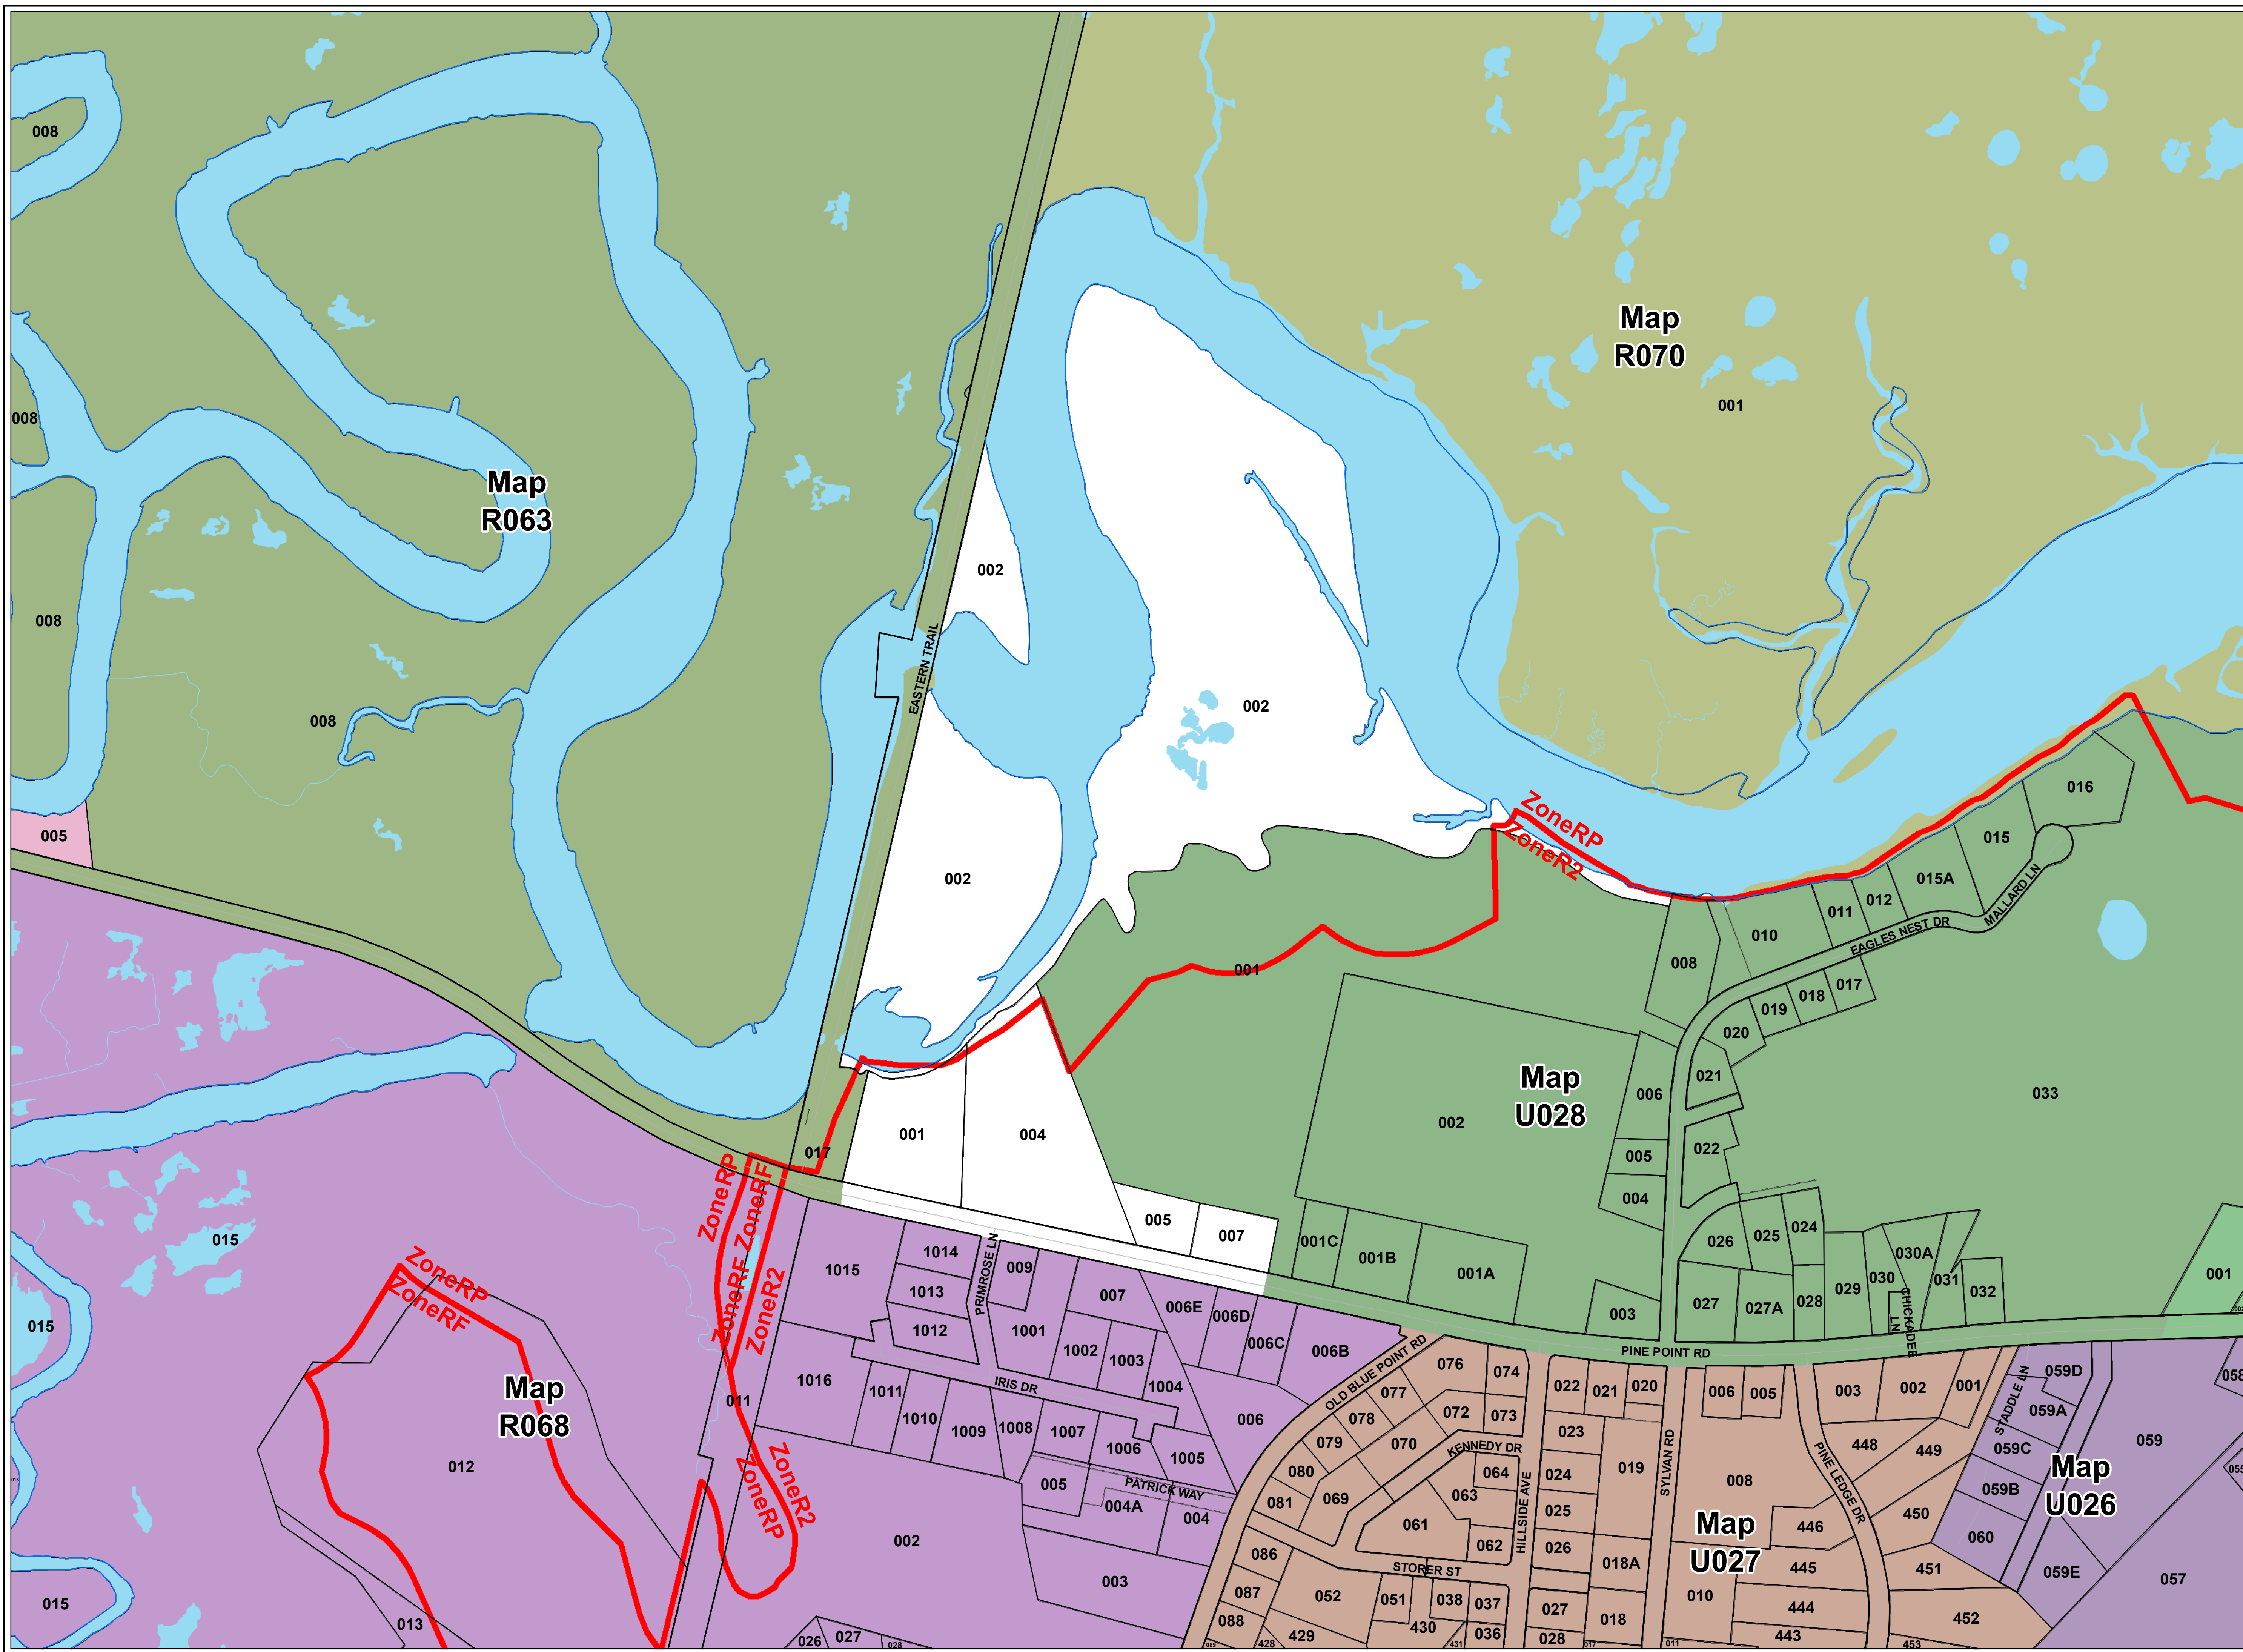 008
Map
R070
001
008
Map
R063
002
008
EASTERN TRAIL
002
008
016
005
ZoneRP
ZoneR2
015
002
015A
012
011
MALLARD LN
EAGLES NEST DR
010
008
001
017
018
019
020
Map
U028
021
006
033
002
001
004
017
022
005
004
ZoneRP
ZoneRF
005
007
015
001C
001B
001A
026
025
024
030A
1014
PRIMROSE LN
009
1015
1013
007
006E
006D
006C
006B
029
030
031
032
001
ZoneRP
ZoneRF
ZoneRF
ZoneR2
015
1012
1001
1002
1003
1004
003
027
027A
028
CHICKADEE
LN
PINE POINT RD
OLD BLUE POINT RD
Map
R068
011
1016
1011
IRIS DR
1010
1009
1008
1007
1006
1005
006
076
074
077
078
072
073
079
070
KENNEDY DR
080
069
064
063
081
061
062
HILLSIDE AVE
022
021
020
006
005
003
002
001
059D
STADDLE LN
059A
058
023
SYLVAN RD
019
PINE LEDGE DR
448
449
059C
059
024
008
059B
Map
U026
025
450
060
012
ZoneR2
ZoneRP
005
PATRICK WAY
004A
004
Map
U027
446
002
003
086
STORER ST
026
018A
445
451
059E
057
015
013
087
052
051
038
037
027
018
010
444
452
088
429
430
036
028
443
026
027
028
428
431
017
011
453